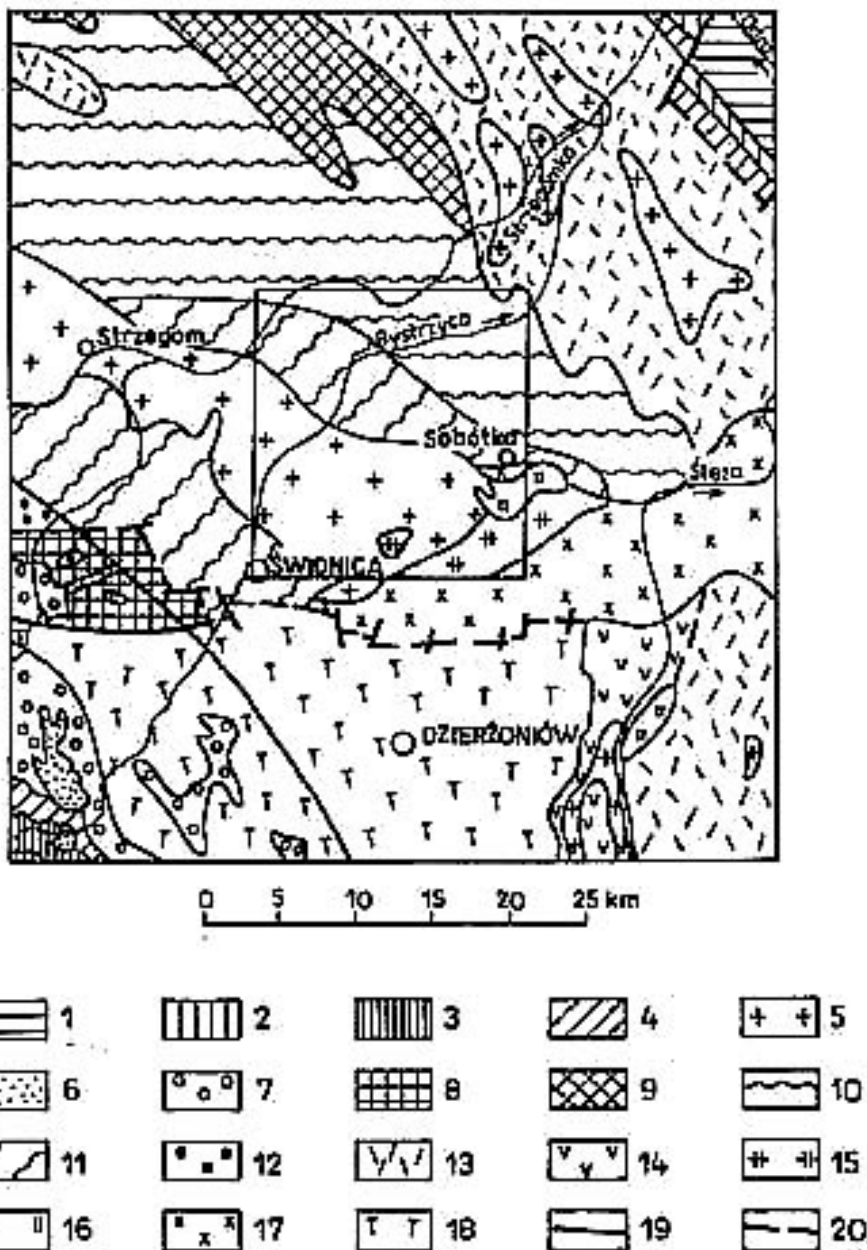 Strzegomka
Bystrzyca
Strzegom
Sobótka
Ślęza
ŚWIDNICA
DZIERŻONIÓW
0 5 10 15 20 25 km
1 2 3 4 5
6 7 8 9 10
11 12 13 14 15
16 17 18 19 20